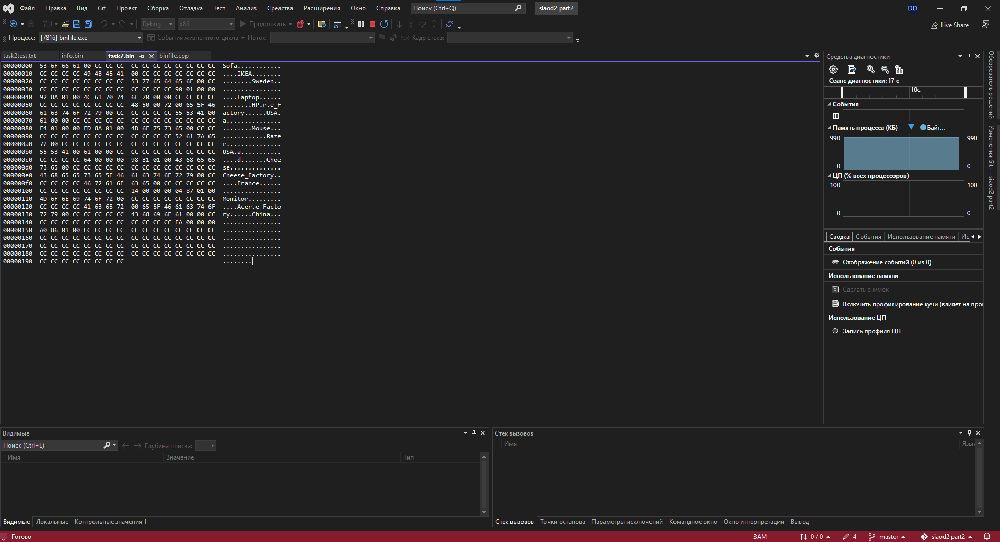 Файл Правка Вид Git Проект Сборка Отладка Тест Анализ Средства Расширения Окно Справка Поиск (Ctrl+Q) siaod2 part2 DD
Debug x86 Продолжить Live Share
Процесс: [7816] binfile.exe События жизненного цикла Поток: Кадр стека:
task2test.txt info.bin task2.bin binfile.cpp
00000000 53 6F 66 61 00 CC CC CC CC CC CC CC CC CC CC CC Sofa............
00000010 CC CC CC CC 49 4B 45 41 00 CC CC CC CC CC CC CC ....IKEA........
00000020 CC CC CC CC CC CC CC CC 53 77 65 64 65 6E 00 CC ........Sweden..
00000030 CC CC CC CC CC CC CC CC CC CC CC CC 90 01 00 00 ................
00000040 92 8A 01 00 4C 61 70 74 6F 70 00 00 CC CC CC CC ....Laptop......
00000050 CC CC CC CC CC CC CC CC 48 50 00 72 00 65 5F 46 ........HP.r.e_F
00000060 61 63 74 6F 72 79 00 CC CC CC CC CC 55 53 41 00 actory......USA.
00000070 61 00 00 CC CC CC CC CC CC CC CC CC CC CC CC CC a...............
00000080 F4 01 00 00 ED 8A 01 00 4D 6F 75 73 65 00 CC CC ........Mouse...
00000090 CC CC CC CC CC CC CC CC CC CC CC CC 52 61 7A 65 ............Raze
000000a0 72 00 CC CC CC CC CC CC CC CC CC CC CC CC CC CC r...............
000000b0 55 53 41 00 61 00 00 CC CC CC CC CC CC CC CC CC USA.a...........
000000c0 CC CC CC CC 64 00 00 00 98 B1 01 00 43 68 65 65 ....d.......Chee
000000d0 73 65 00 CC CC CC CC CC CC CC CC CC CC CC CC CC se..............
000000e0 43 68 65 65 73 65 5F 46 61 63 74 6F 72 79 00 CC Cheese_Factory..
000000f0 CC CC CC CC 46 72 61 6E 63 65 00 CC CC CC CC CC ....France......
00000100 CC CC CC CC CC CC CC CC 14 00 00 00 04 87 01 00 ................
00000110 4D 6F 6E 69 74 6F 72 00 CC CC CC CC CC CC CC CC Monitor.........
00000120 CC CC CC CC 41 63 65 72 00 65 5F 46 61 63 74 6F ....Acer.e_Facto
00000130 72 79 00 CC CC CC CC CC 43 68 69 6E 61 00 00 CC ry......China...
00000140 CC CC CC CC CC CC CC CC CC CC CC CC FA 00 00 00 ................
00000150 A0 86 01 00 CC CC CC CC CC CC CC CC CC CC CC CC ................
00000160 CC CC CC CC CC CC CC CC CC CC CC CC CC CC CC CC ................
00000170 CC CC CC CC CC CC CC CC CC CC CC CC CC CC CC CC ................
00000180 CC CC CC CC CC CC CC CC CC CC CC CC CC CC CC CC ................
00000190 CC CC CC CC CC CC CC CC ........
Средства диагностики
Сеанс диагностики: 17 с
10с
События
Память процесса (КБ) Байт...
990 990
0 0
ЦП (% всех процессоров)
100 100
0 0
Сводка События Использование памяти Ис
События
Отображение событий (0 из 0)
Использование памяти
Сделать снимок
Включить профилирование кучи (влияет на прои
Использование ЦП
Запись профиля ЦП
Обозреватель решений
Изменения Git — siaod2 part2
Видимые
Поиск (Ctrl+E) Глубина поиска:
Имя Значение Тип
Видимые Локальные Контрольные значения 1
Стек вызовов
Имя Язык
Стек вызовов Точки останова Параметры исключений Командное окно Окно интерпретации Вывод
Готово ЗАМ 0 / 0 4 master siaod2 part2